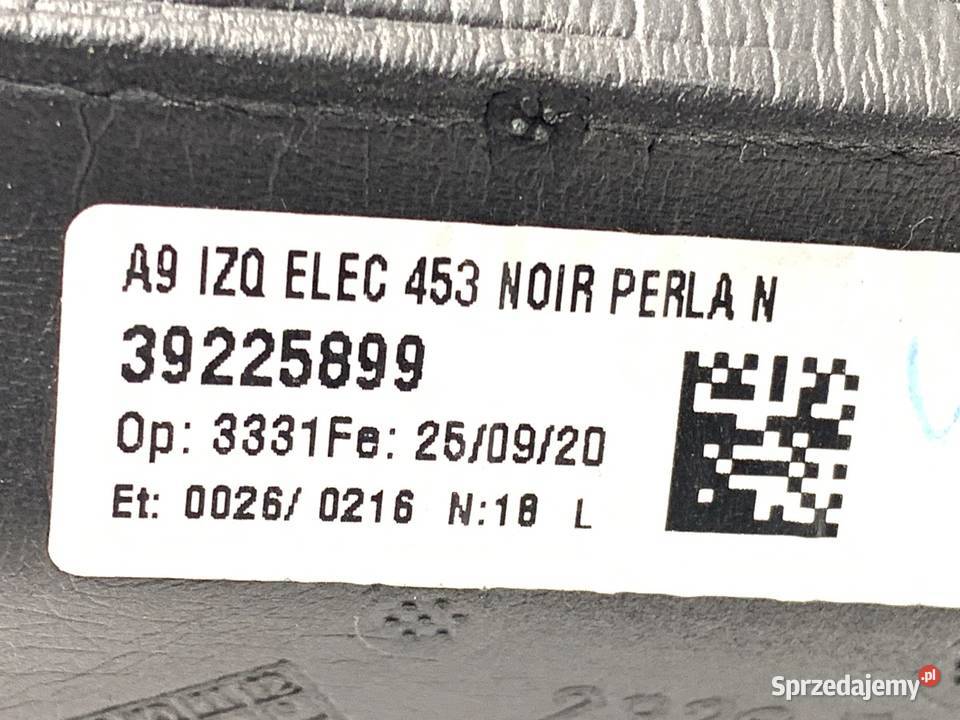 A9 IZQ ELEC 453 NOIR PERLA N
39225899
Op: 3331Fe: 25/09/20
Et: 0026/ 0216 N:18 L
Sprzedajemy.pl